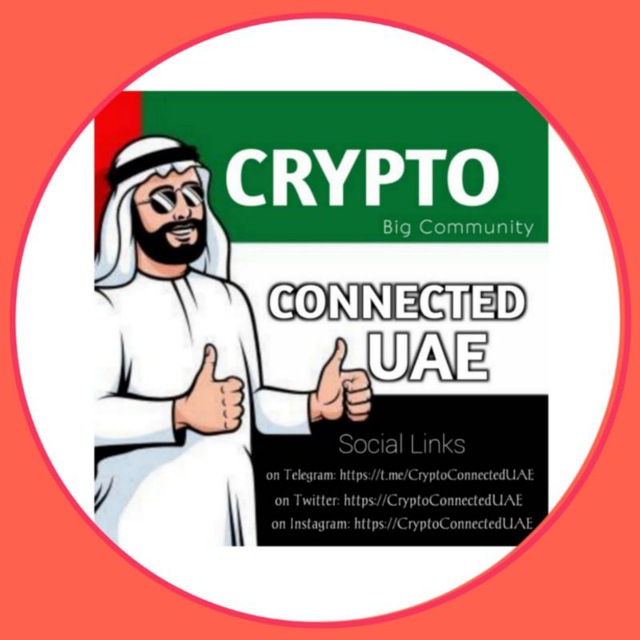 CRYPTO
Big Community
CONNECTED
UAE
Social Links
on Telegram: https://t.me/CryptoConnectedUAE
on Twitter: https://CryptoConnectedUAE
on Instagram: https://CryptoConnectedUAE